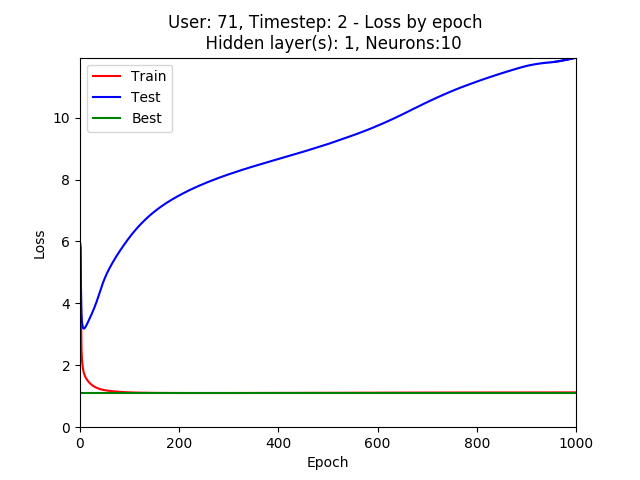 User: 71, Timestep: 2 - Loss by epoch
Hidden layer(s): 1, Neurons:10
Train
Test
Best
10
8
6
4
2
0
Loss
0 200 400 600 800 1000
Epoch